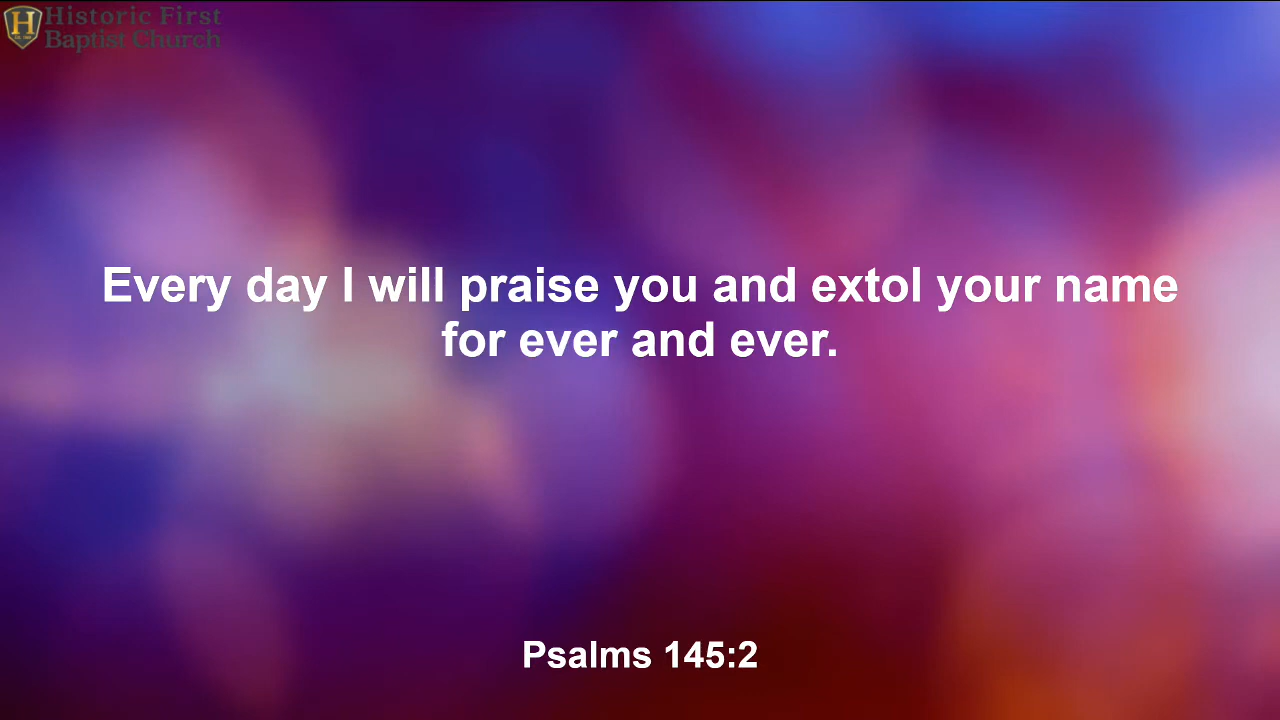 Historic First
Baptist Church
H
Every day I will praise you and extol your name
for ever and ever.
Psalms 145:2